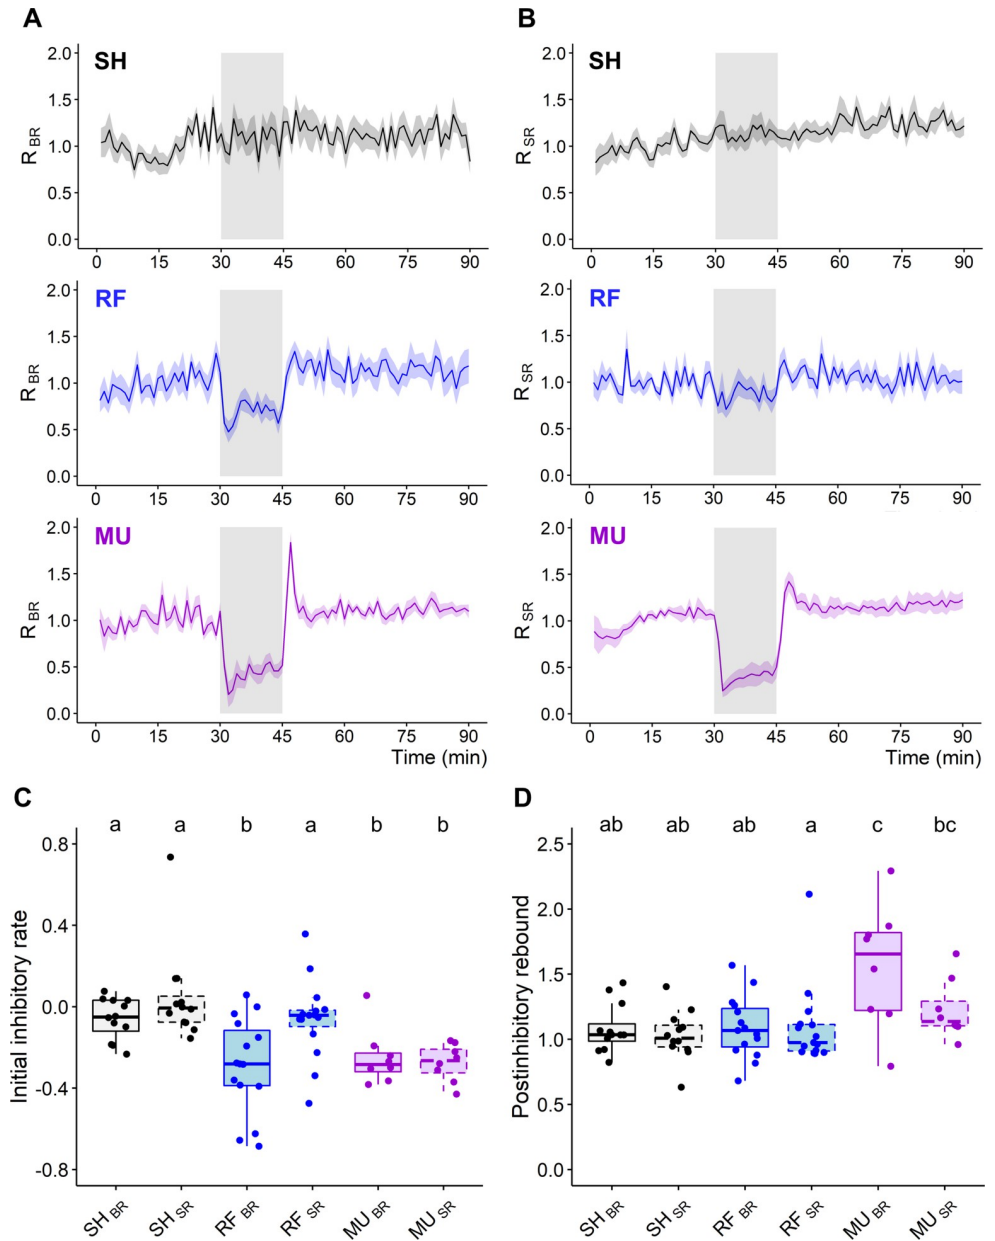 A
B
SH
R BR
2.0
1.5
1.0
0.5
0.0
0 15 30 45 60 75 90
SH
R SR
2.0
1.5
1.0
0.5
0.0
0 15 30 45 60 75 90
RF
R BR
2.0
1.5
1.0
0.5
0.0
0 15 30 45 60 75 90
RF
R SR
2.0
1.5
1.0
0.5
0.0
0 15 30 45 60 75 90
MU
R BR
2.0
1.5
1.0
0.5
0.0
0 15 30 45 60 75 90
Time (min)
MU
R SR
2.0
1.5
1.0
0.5
0.0
0 15 30 45 60 75 90
Time (min)
C
a a b a b b
Initial inhibitory rate
0.8
0.4
0.0
-0.4
-0.8
SH BR SH SR RF BR RF SR MU BR MU SR
D
ab ab ab a c bc
Postinhibitory rebound
2.5
2.0
1.5
1.0
0.5
0.0
SH BR SH SR RF BR RF SR MU BR MU SR